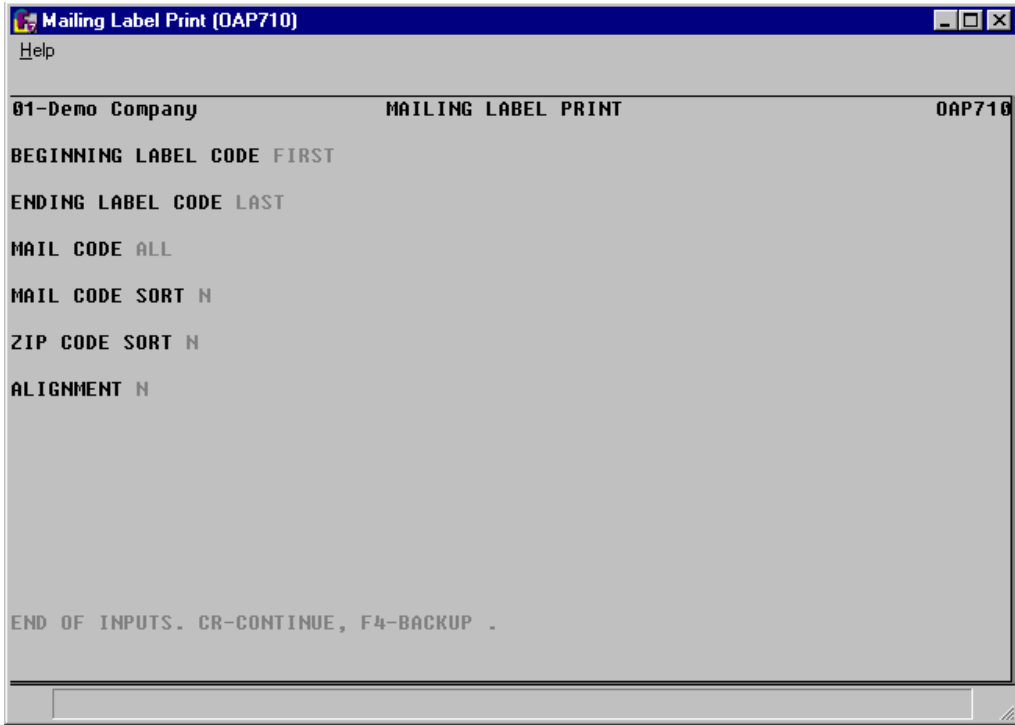 Mailing Label Print (OAP710)
Help
01-Demo Company MAILING LABEL PRINT OAP710
BEGINNING LABEL CODE FIRST
ENDING LABEL CODE LAST
MAIL CODE ALL
MAIL CODE SORT N
ZIP CODE SORT N
ALIGNMENT N
END OF INPUTS. CR-CONTINUE, F4-BACKUP .